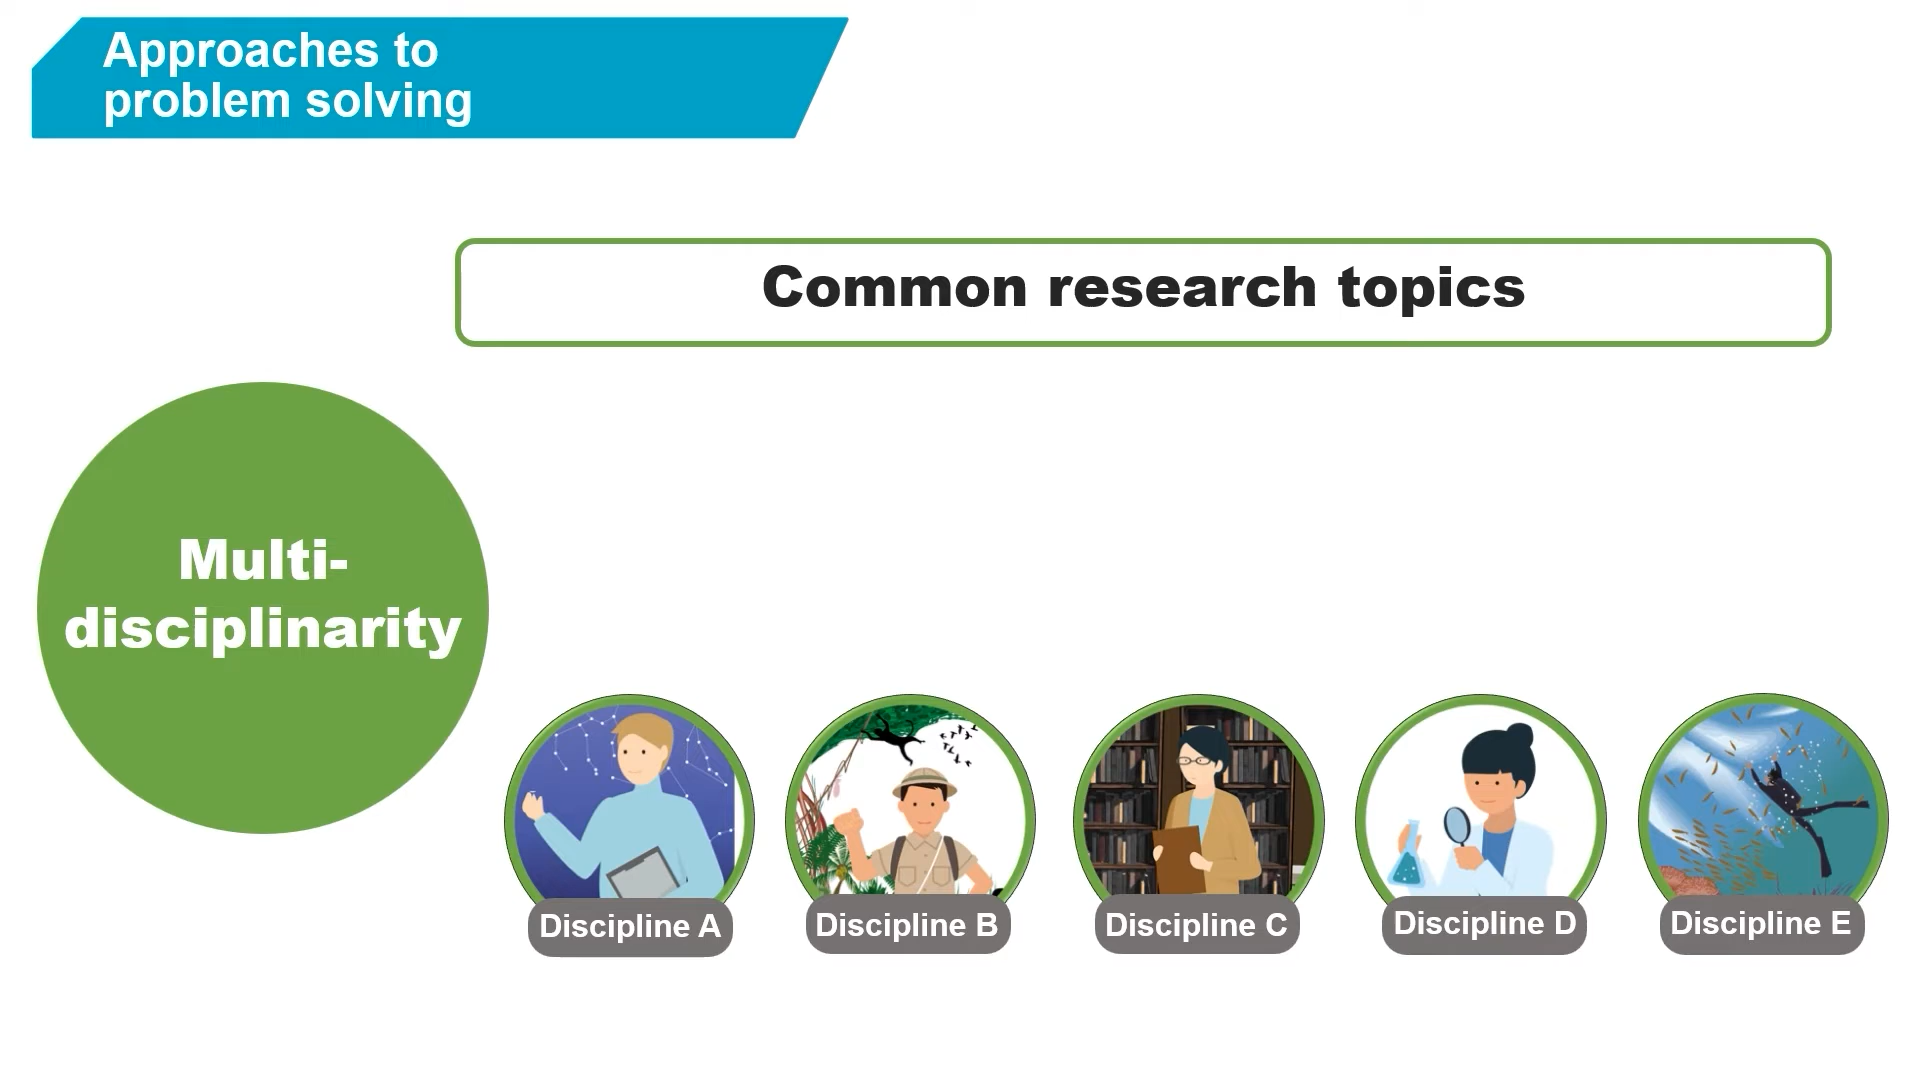 Approaches to
problem solving
Common research topics
Multi-
disciplinarity
Discipline A
Discipline B
Discipline C
Discipline D
Discipline E